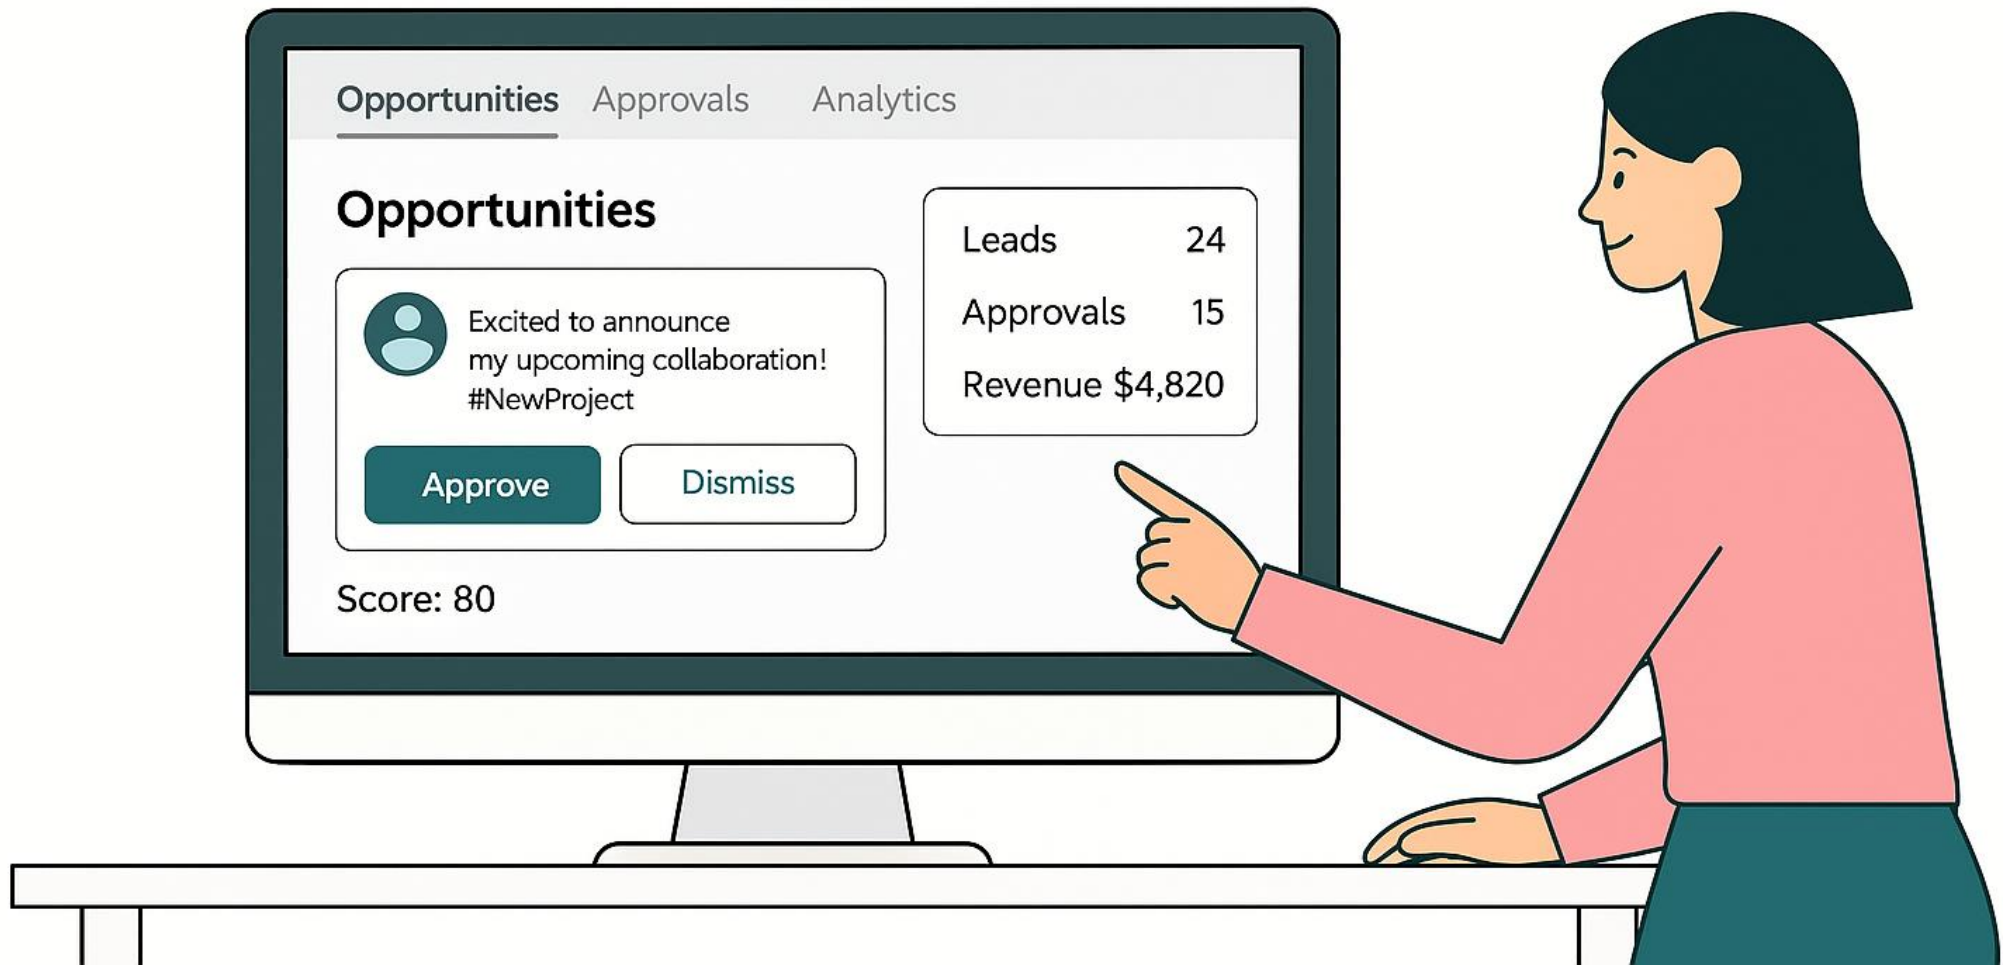 Opportunities Approvals Analytics
Opportunities
Excited to announce
my upcoming collaboration!
#NewProject
Approve Dismiss
Score: 80
Leads 24
Approvals 15
Revenue $4,820